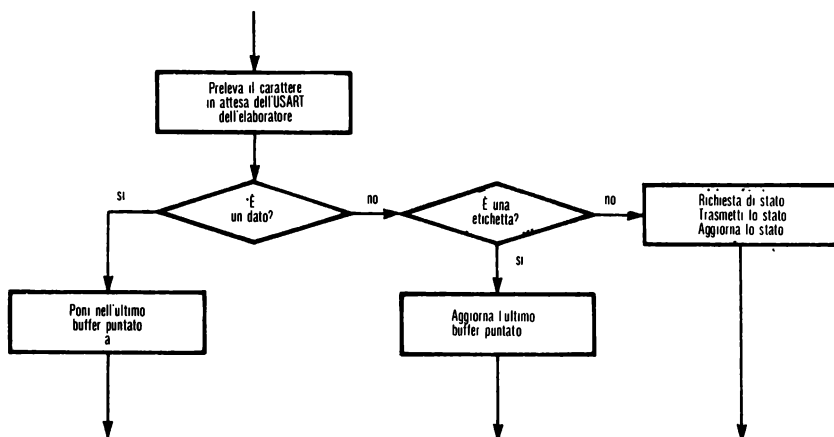 Preleva il carattere
in attesa dell'USART
dell'elaboratore
si
È
un dato?
no
È una
etichetta?
no
Richiesta di stato
Trasmetti lo stato
Aggiorna lo stato
si
Poni nell'ultimo
buffer puntato
a
Aggiorna l'ultimo
buffer puntato